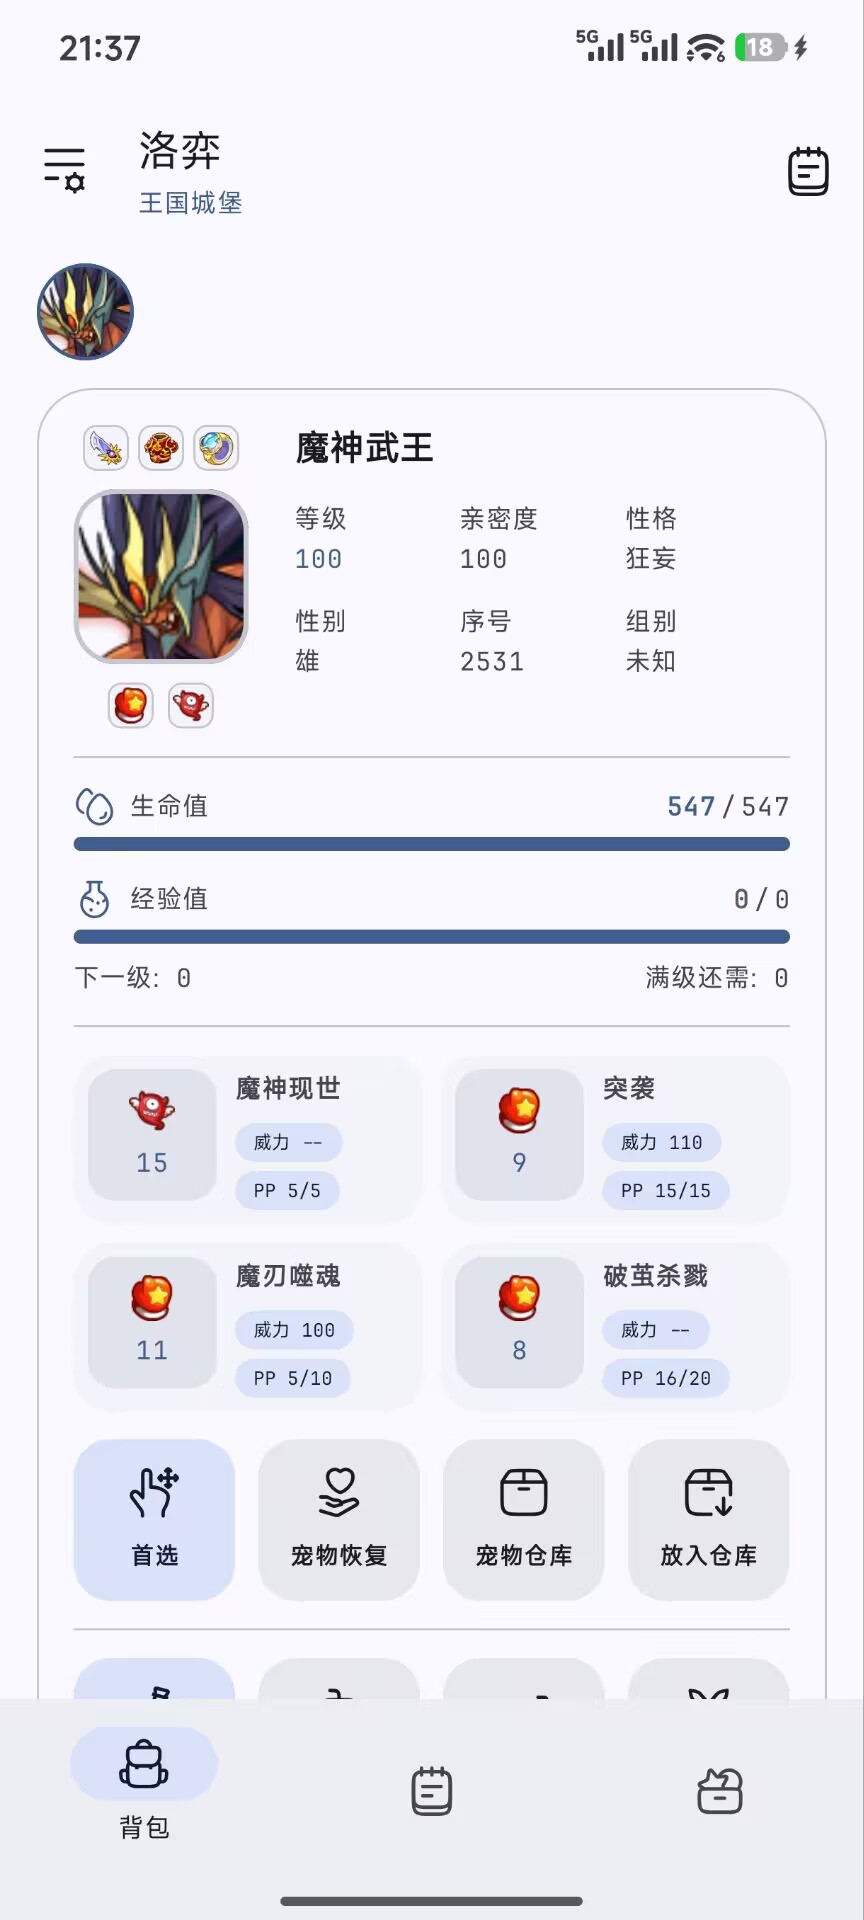 21:37
5G 5G 6 18
洛弈
王国城堡
魔神武王
等级 亲密度 性格
100 100 狂妄
性别 序号 组别
雄 2531 未知
生命值 547/547
经验值 0/0
下一级: 0 满级还需: 0
魔神现世
威力 --
15
PP 5/5
突袭
威力 110
9
PP 15/15
魔刃噬魂
威力 100
11
PP 5/10
破茧杀戮
威力 --
8
PP 16/20
首选 宠物恢复 宠物仓库 放入仓库
背包